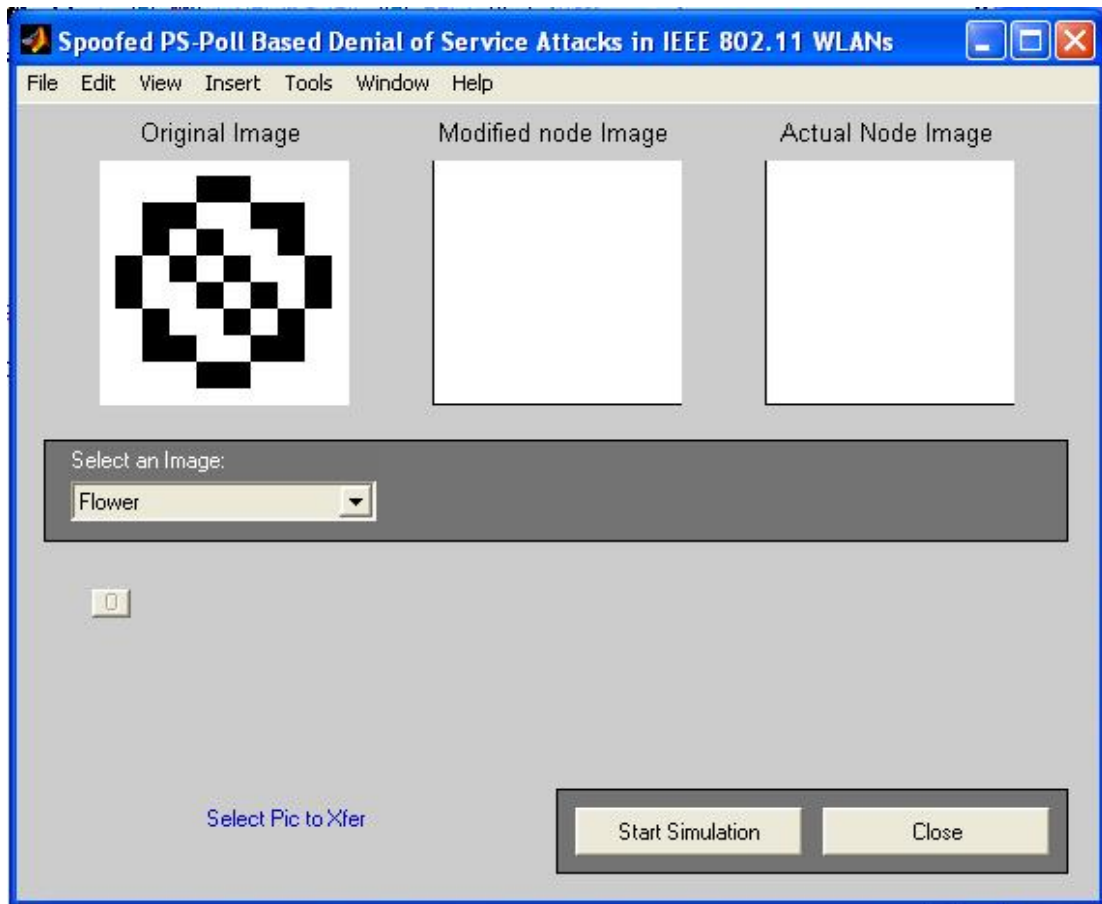 Spoofed PS-Poll Based Denial of Service Attacks in IEEE 802.11 WLANs
File Edit View Insert Tools Window Help
Original Image
Modified node Image
Actual Node Image
Select an Image:
Flower
0
Select Pic to Xfer
Start Simulation
Close